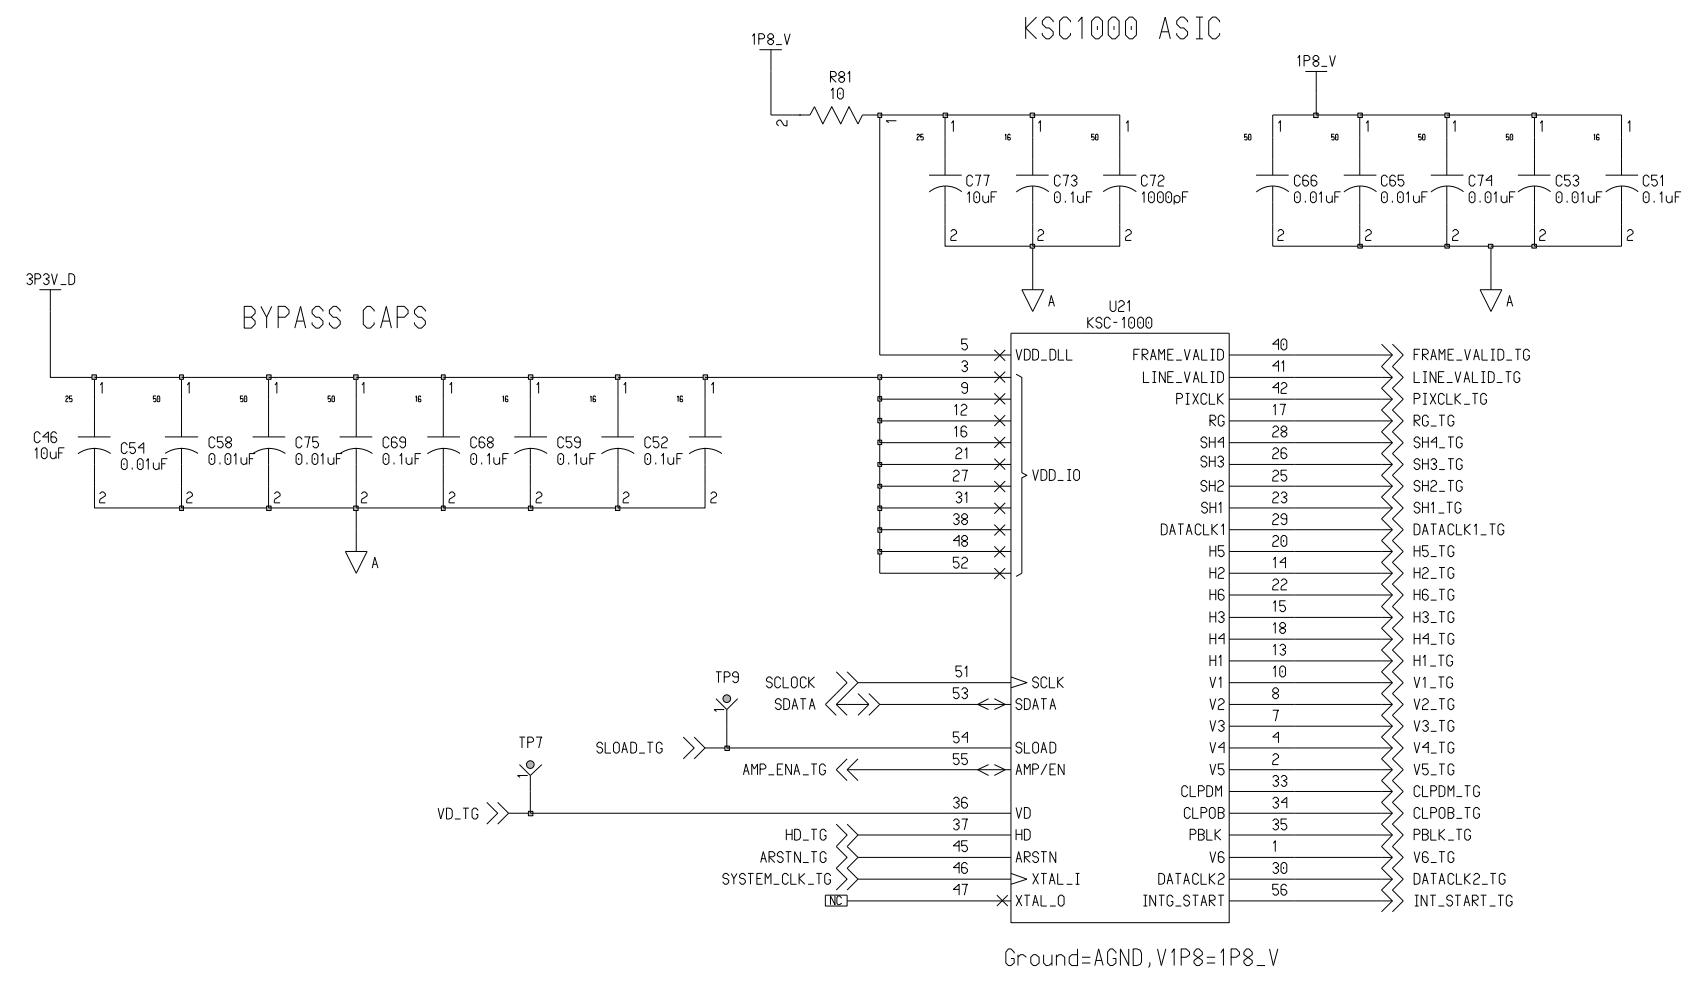 KSC1000 ASIC
1P8_V
R81
10
2
1
1
1
1
25
16
50
C77
10uF
C73
0.1uF
C72
1000pF
2
2
2
A
1P8_V
1
1
1
1
1
50
50
50
50
16
C66
0.01uF
C65
0.01uF
C74
0.01uF
C53
0.01uF
C51
0.1uF
2
2
2
2
2
A
3P3V_D
BYPASS CAPS
1
1
1
1
1
1
1
1
25
50
50
50
16
16
16
16
C46
10uF
C54
0.01uF
C58
0.01uF
C75
0.01uF
C69
0.1uF
C68
0.1uF
C59
0.1uF
C52
0.1uF
2
2
2
2
2
2
2
2
A
U21
KSC-1000
5 VDD_DLL
3
9
12
16
21
27
31
38
48
52
VDD_IO
TP9
1
TP7
1
SCLOCK 51 SCLK
SDATA 53 SDATA
SLOAD_TG 54 SLOAD
AMP_ENA_TG 55 AMP/EN
VD_TG 36 VD
HD_TG 37 HD
ARSTN_TG 45 ARSTN
SYSTEM_CLK_TG 46 XTAL_I
NC 47 XTAL_O
FRAME_VALID 40 FRAME_VALID_TG
LINE_VALID 41 LINE_VALID_TG
PIXCLK 42 PIXCLK_TG
RG 17 RG_TG
SH4 28 SH4_TG
SH3 26 SH3_TG
SH2 25 SH2_TG
SH1 23 SH1_TG
DATACLK1 29 DATACLK1_TG
H5 20 H5_TG
H2 14 H2_TG
H6 22 H6_TG
H3 15 H3_TG
H4 18 H4_TG
H1 13 H1_TG
V1 10 V1_TG
V2 8 V2_TG
V3 7 V3_TG
V4 4 V4_TG
V5 2 V5_TG
CLPDM 33 CLPDM_TG
CLPOB 34 CLPOB_TG
PBLK 35 PBLK_TG
V6 1 V6_TG
DATACLK2 30 DATACLK2_TG
INTG_START 56 INT_START_TG
Ground=AGND,V1P8=1P8_V